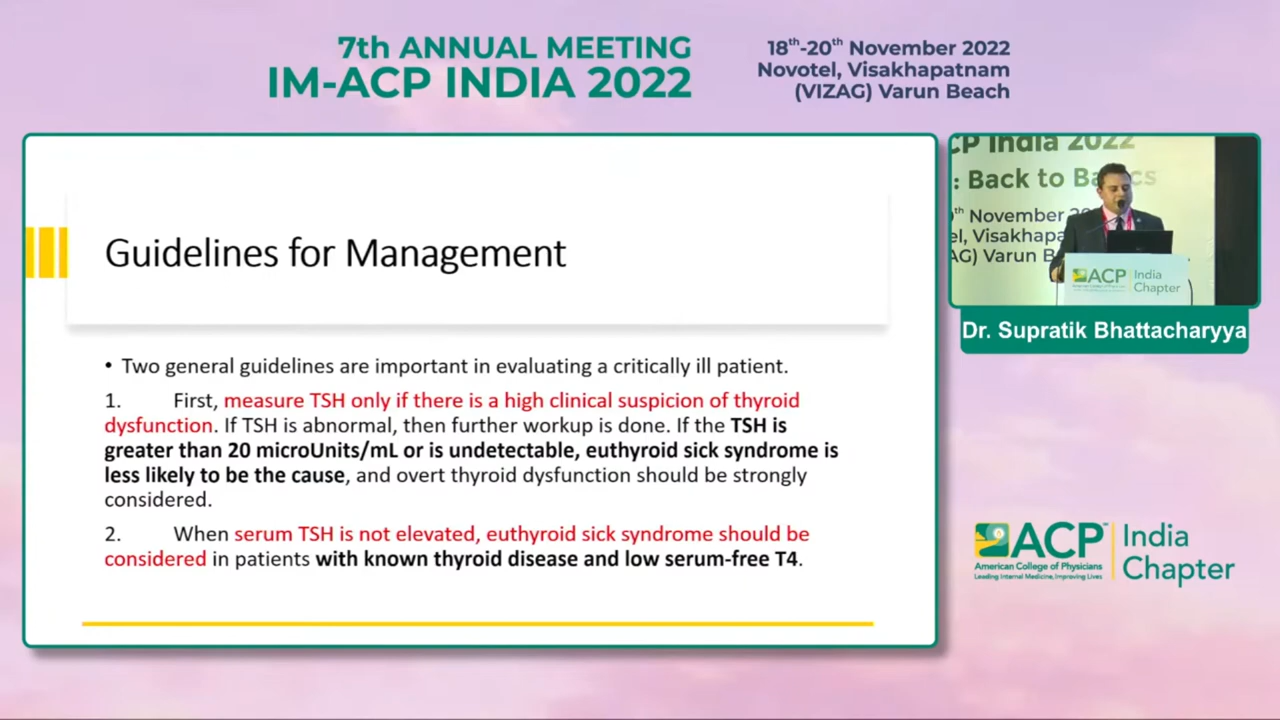 7th ANNUAL MEETING
IM-ACP INDIA 2022
18th-20th November 2022
Novotel, Visakhapatnam
(VIZAG) Varun Beach
Guidelines for Management
• Two general guidelines are important in evaluating a critically ill patient.
1. First, measure TSH only if there is a high clinical suspicion of thyroid
dysfunction. If TSH is abnormal, then further workup is done. If the TSH is
greater than 20 microUnits/mL or is undetectable, euthyroid sick syndrome is
less likely to be the cause, and overt thyroid dysfunction should be strongly
considered.
2. When serum TSH is not elevated, euthyroid sick syndrome should be
considered in patients with known thyroid disease and low serum-free T4.
CP India 2022
: Back to Ba cs
th November 20
el, Visakhapa
AG) Varun B
ACP India
Chapter
Dr. Supratik Bhattacharyya
ACP India
American College of Physicians Chapter
Leading Internal Medicine, Improving Lives